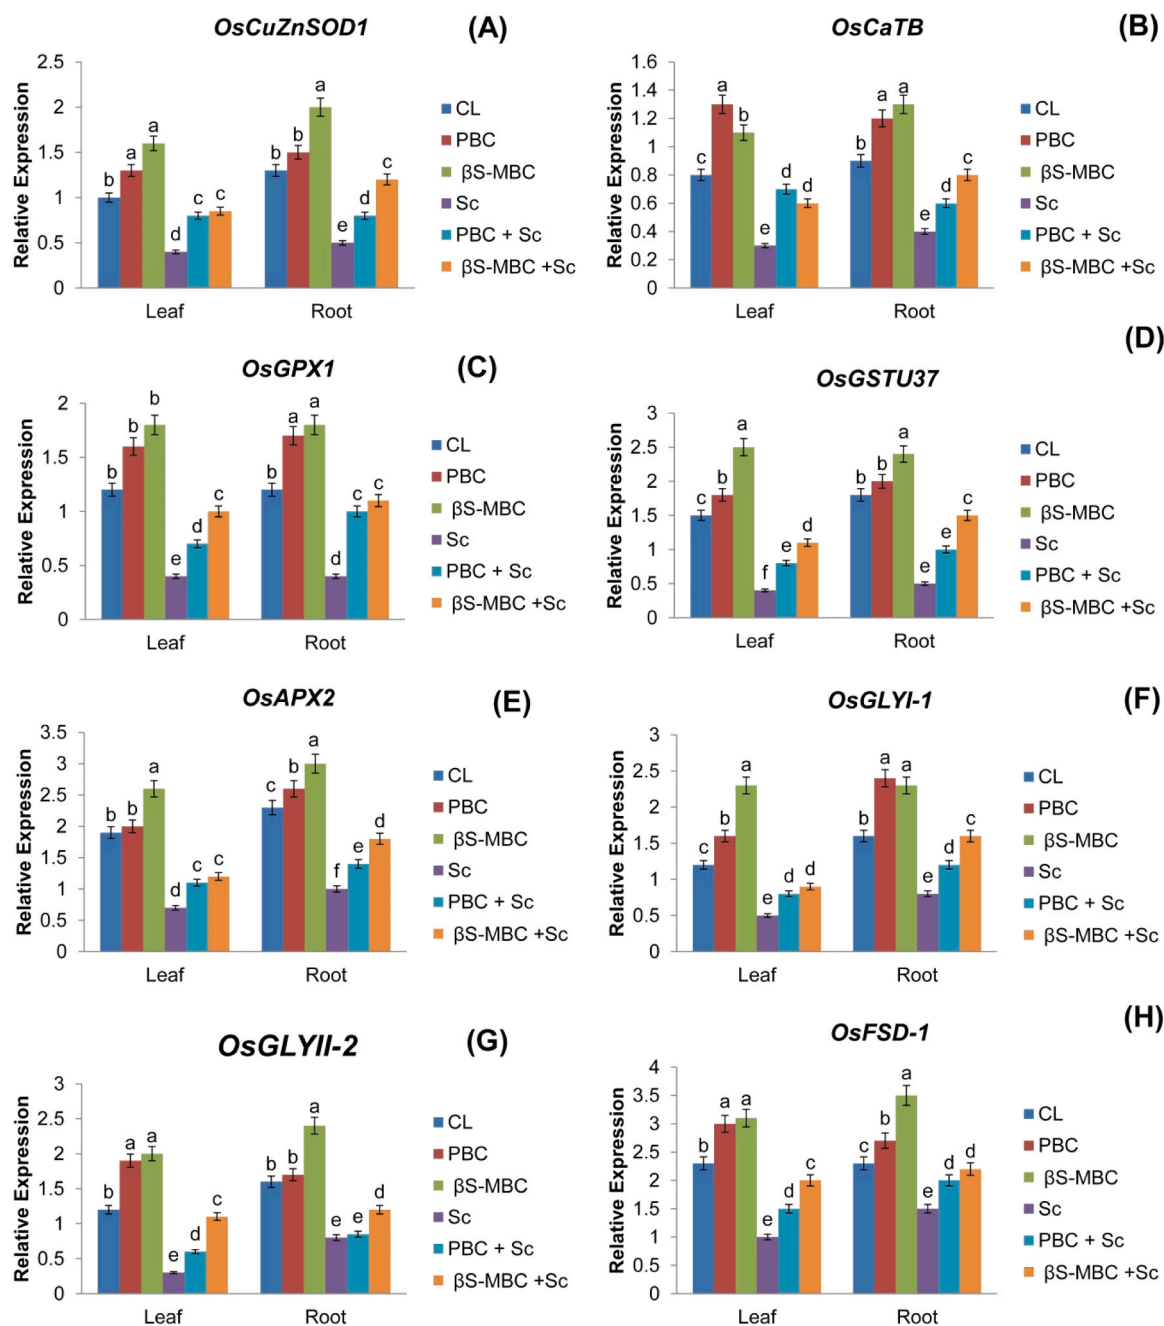 OsCuZnSOD1 (A)
Relative Expression
2.5
2
1.5
1
0.5
0
b a a d c c
b b a e d c
Leaf Root
CL
PBC
βS-MBC
Sc
PBC + Sc
βS-MBC +Sc
OsCaTB (B)
Relative Expression
1.6
1.4
1.2
1
0.8
0.6
0.4
0.2
0
c a b e d d
b a a e d c
Leaf Root
CL
PBC
βS-MBC
Sc
PBC + Sc
βS-MBC +Sc
OsGPX1 (C)
Relative Expression
2
1.5
1
0.5
0
b b b e d c
b a a d c c
Leaf Root
CL
PBC
βS-MBC
Sc
PBC + Sc
βS-MBC +Sc
OsGSTU37 (D)
Relative Expression
3
2.5
2
1.5
1
0.5
0
c b a f e d
b b a e d c
Leaf Root
CL
PBC
βS-MBC
Sc
PBC + Sc
βS-MBC +Sc
OsAPX2 (E)
Relative Expression
3.5
3
2.5
2
1.5
1
0.5
0
b b a d c c
c b a f e d
Leaf Root
CL
PBC
βS-MBC
Sc
PBC + Sc
βS-MBC +Sc
OsGLYI-1 (F)
Relative Expression
3
2.5
2
1.5
1
0.5
0
c b a e d d
b a a e d c
Leaf Root
CL
PBC
βS-MBC
Sc
PBC + Sc
βS-MBC +Sc
OsGLYII-2 (G)
Relative Expression
3
2.5
2
1.5
1
0.5
0
b a a e d c
b b a e e d
Leaf Root
CL
PBC
βS-MBC
Sc
PBC + Sc
βS-MBC +Sc
OsFSD-1 (H)
Relative Expression
4
3.5
3
2.5
2
1.5
1
0.5
0
b a a e d c
c b a e d d
Leaf Root
CL
PBC
βS-MBC
Sc
PBC + Sc
βS-MBC +Sc